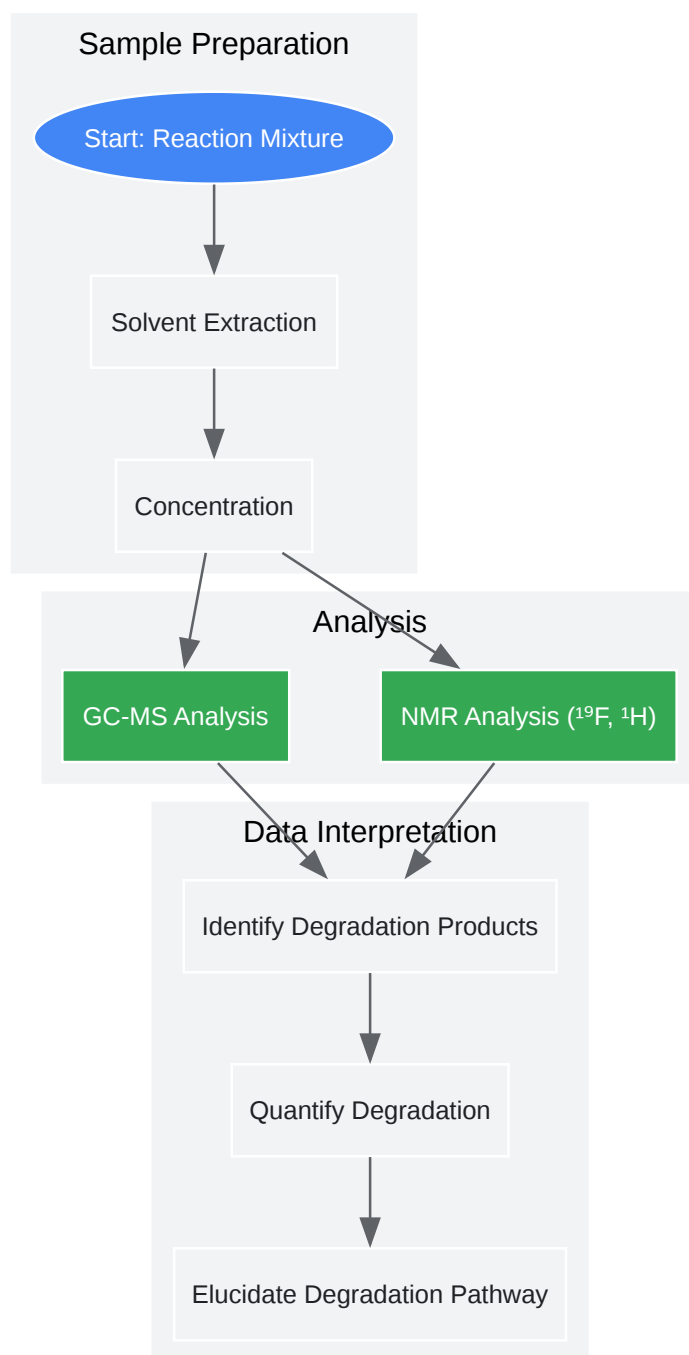 Sample Preparation
Start: Reaction Mixture
Solvent Extraction
Concentration
Analysis
GC-MS Analysis
NMR Analysis (¹⁹F, ¹H)
Data Interpretation
Identify Degradation Products
Quantify Degradation
Elucidate Degradation Pathway